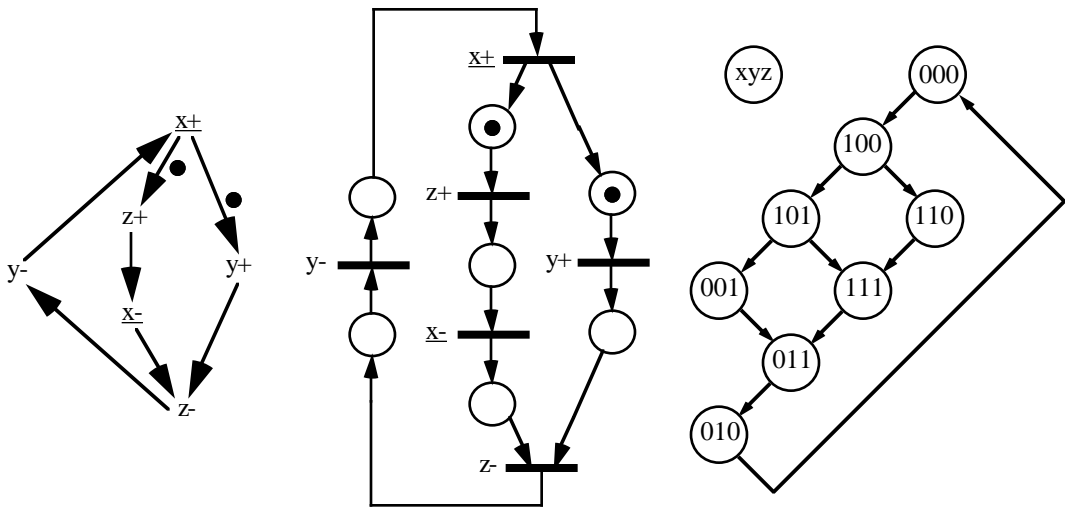 x+
z+
y-
y+
x-
z-
x+
z+
y-
y+
x-
z-
xyz
000
100
101
110
001
111
011
010